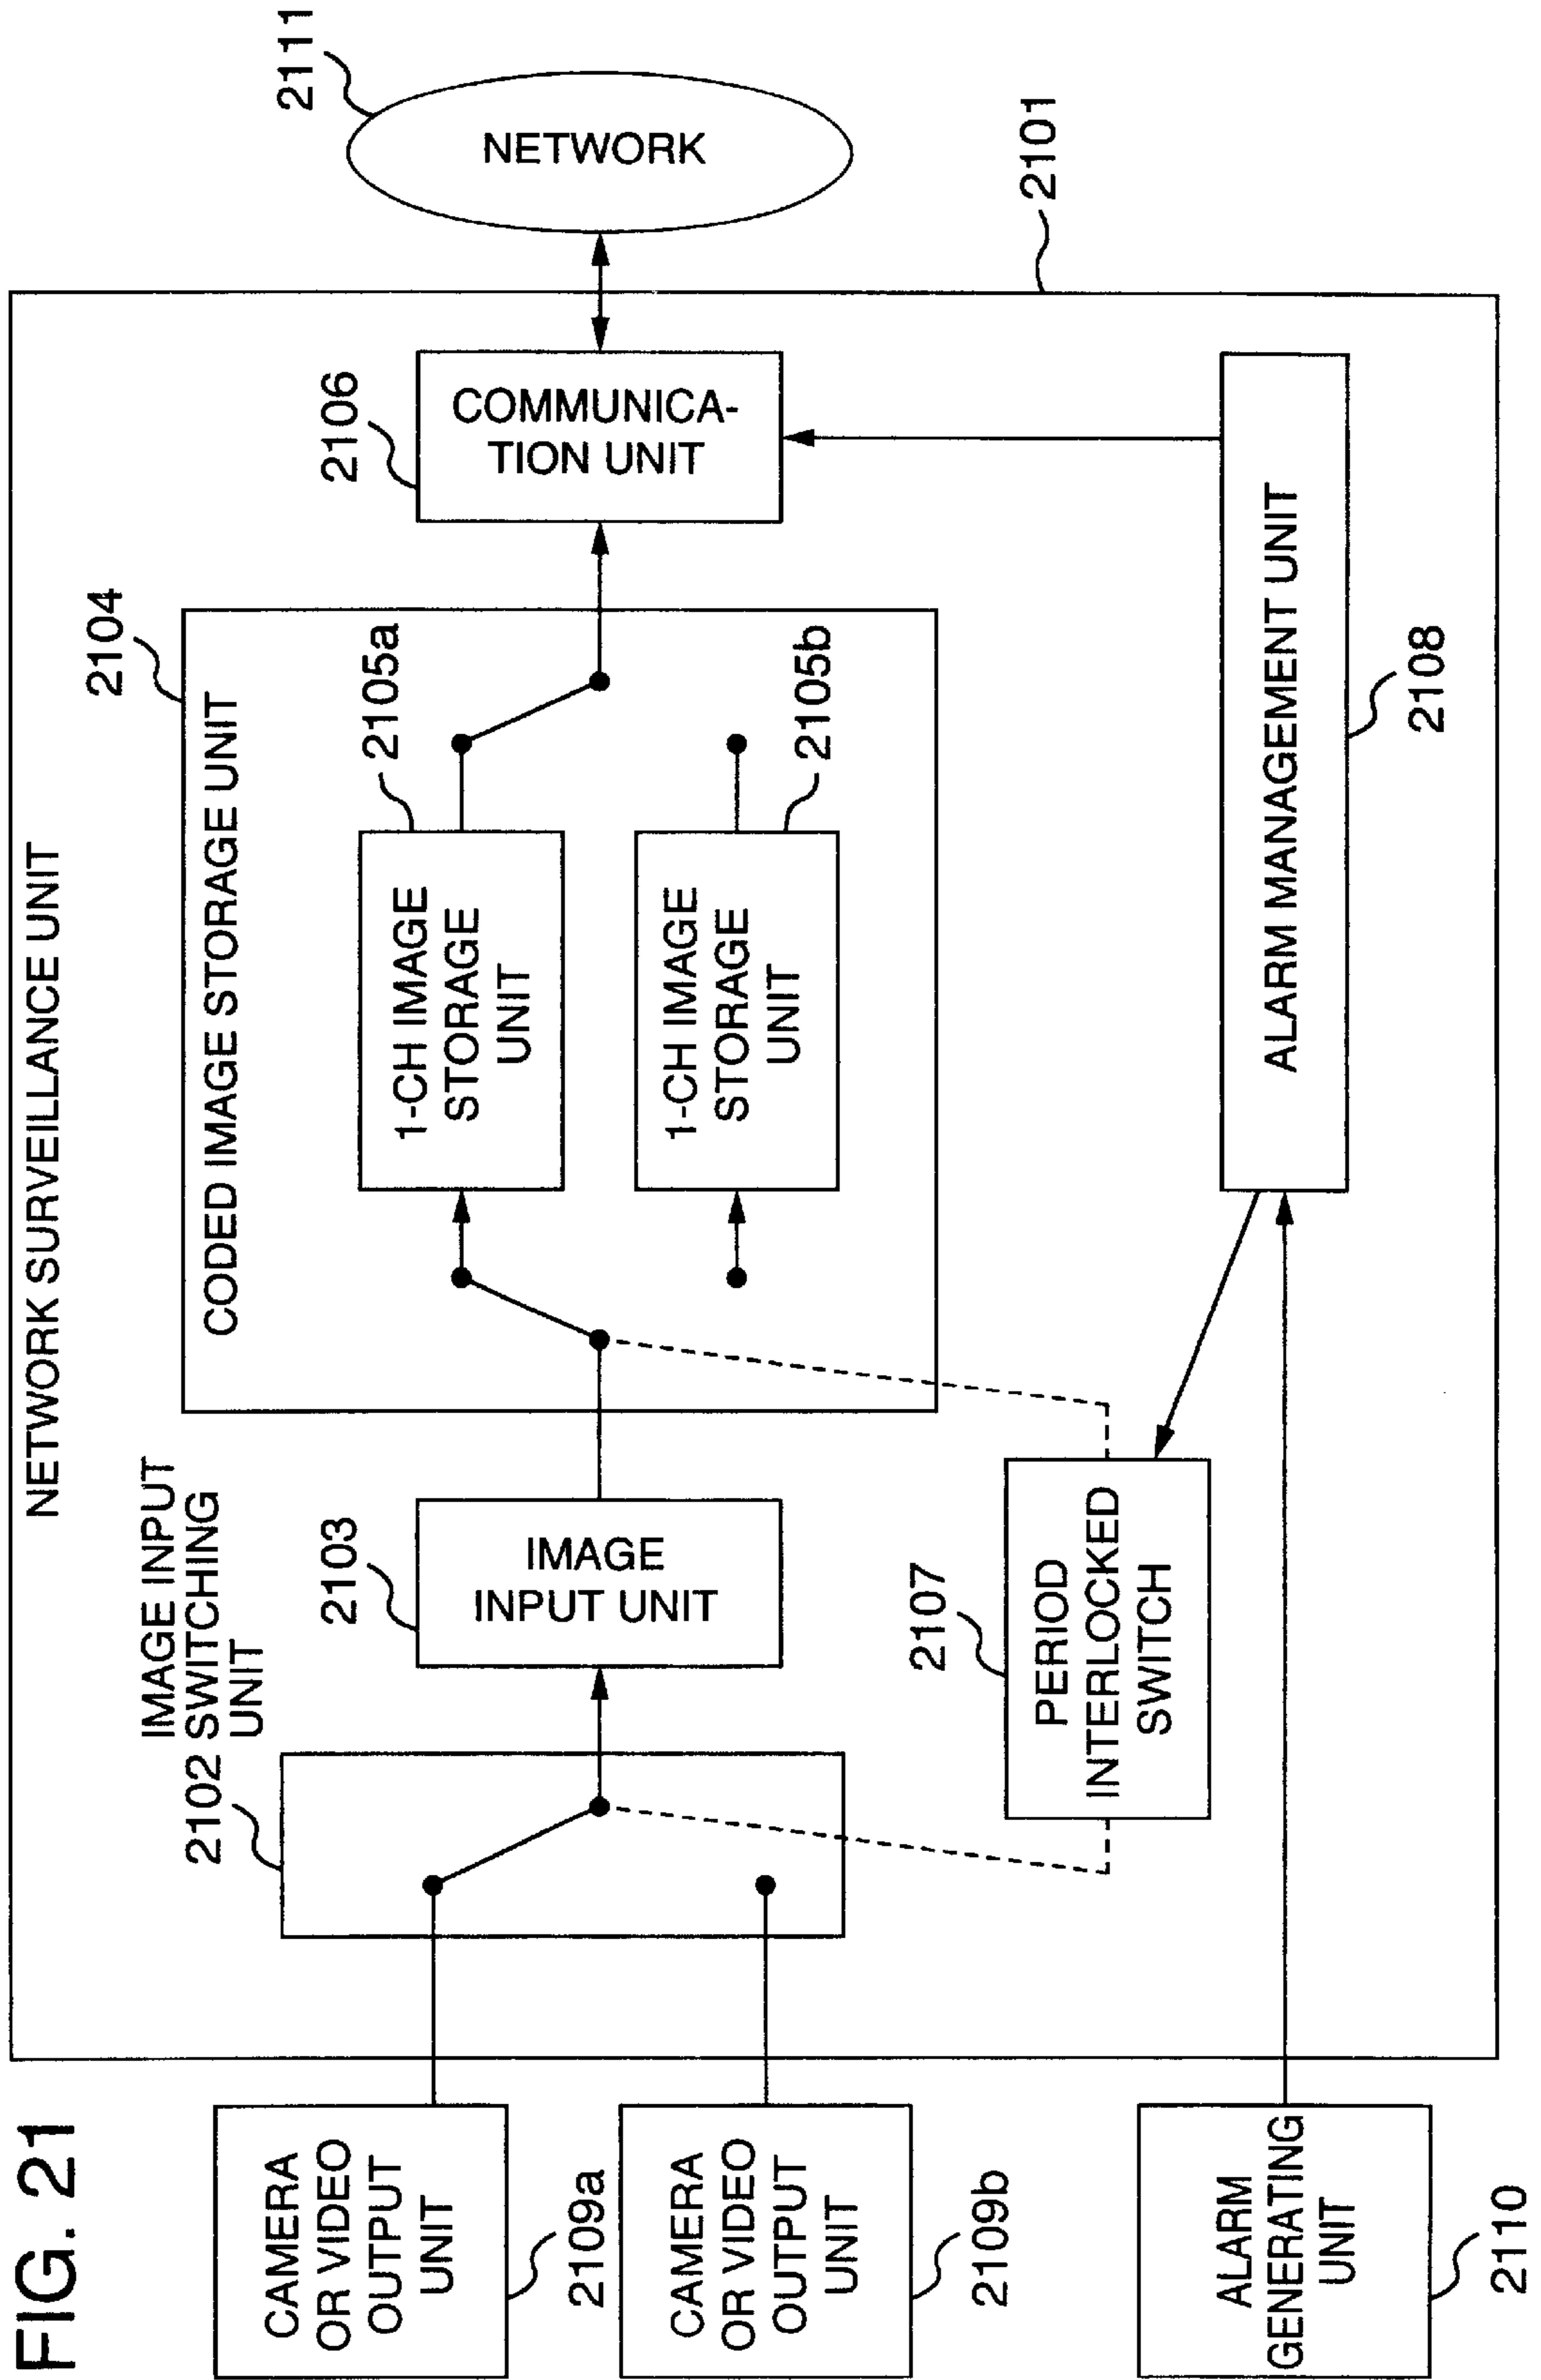 FIG. 21
NETWORK SURVEILLANCE UNIT
2104
CODED IMAGE STORAGE UNIT
IMAGE INPUT
2102 SWITCHING
UNIT
2111
NETWORK
CAMERA
OR VIDEO
OUTPUT
UNIT
2109a
2103
IMAGE
INPUT UNIT
1-CH IMAGE
STORAGE
UNIT
2105a
2106
COMMUNICA-
TION UNIT
CAMERA
OR VIDEO
OUTPUT
UNIT
2109b
1-CH IMAGE
STORAGE
UNIT
2105b
2107
PERIOD
INTERLOCKED
SWITCH
2101
ALARM
GENERATING
UNIT
2110
ALARM MANAGEMENT UNIT
2108